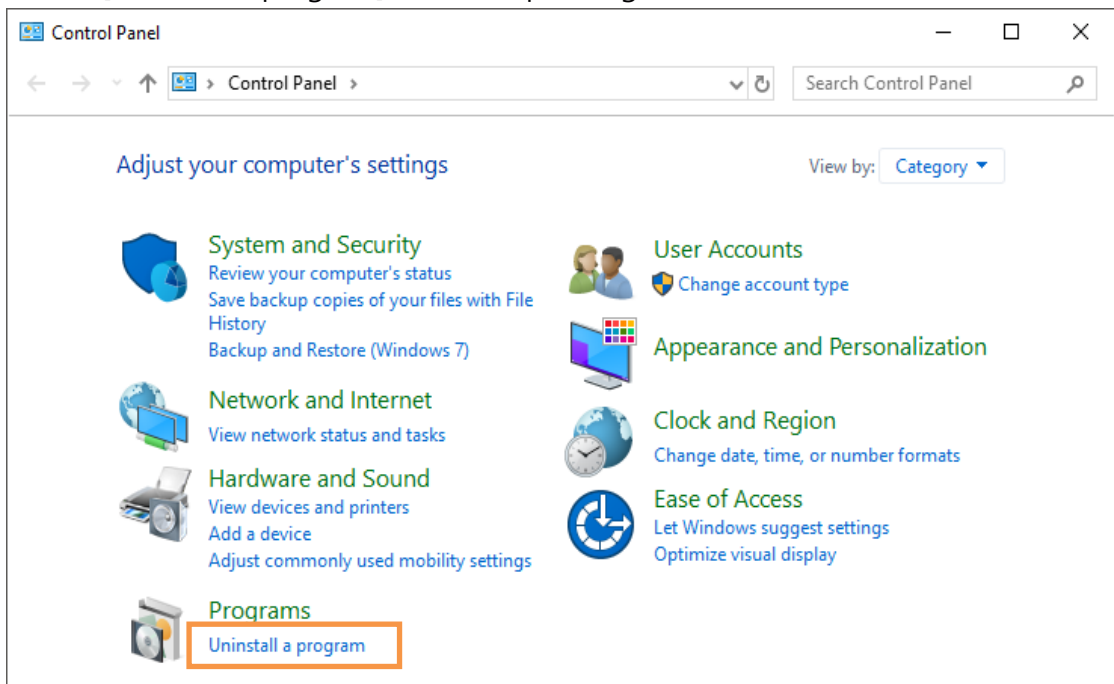 Control Panel
Control Panel
Search Control Panel
Adjust your computer's settings
View by: Category
System and Security
Review your computer's status
Save backup copies of your files with File
History
Backup and Restore (Windows 7)
Network and Internet
View network status and tasks
Hardware and Sound
View devices and printers
Add a device
Adjust commonly used mobility settings
Programs
Uninstall a program
User Accounts
Change account type
Appearance and Personalization
Clock and Region
Change date, time, or number formats
Ease of Access
Let Windows suggest settings
Optimize visual display